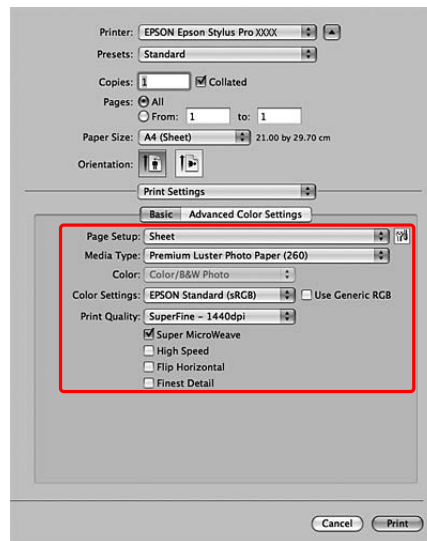 Printer: EPSON Epson Stylus Pro XXXX
Presets: Standard
Copies: 1 Collated
Pages: All
From: 1 to: 1
Paper Size: A4 (Sheet) 21.00 by 29.70 cm
Orientation:
Print Settings
Basic Advanced Color Settings
Page Setup: Sheet
Media Type: Premium Luster Photo Paper (260)
Color: Color/B&W Photo
Color Settings: EPSON Standard (sRGB) Use Generic RGB
Print Quality: SuperFine - 1440dpi
Super MicroWeave
High Speed
Flip Horizontal
Finest Detail
Cancel Print